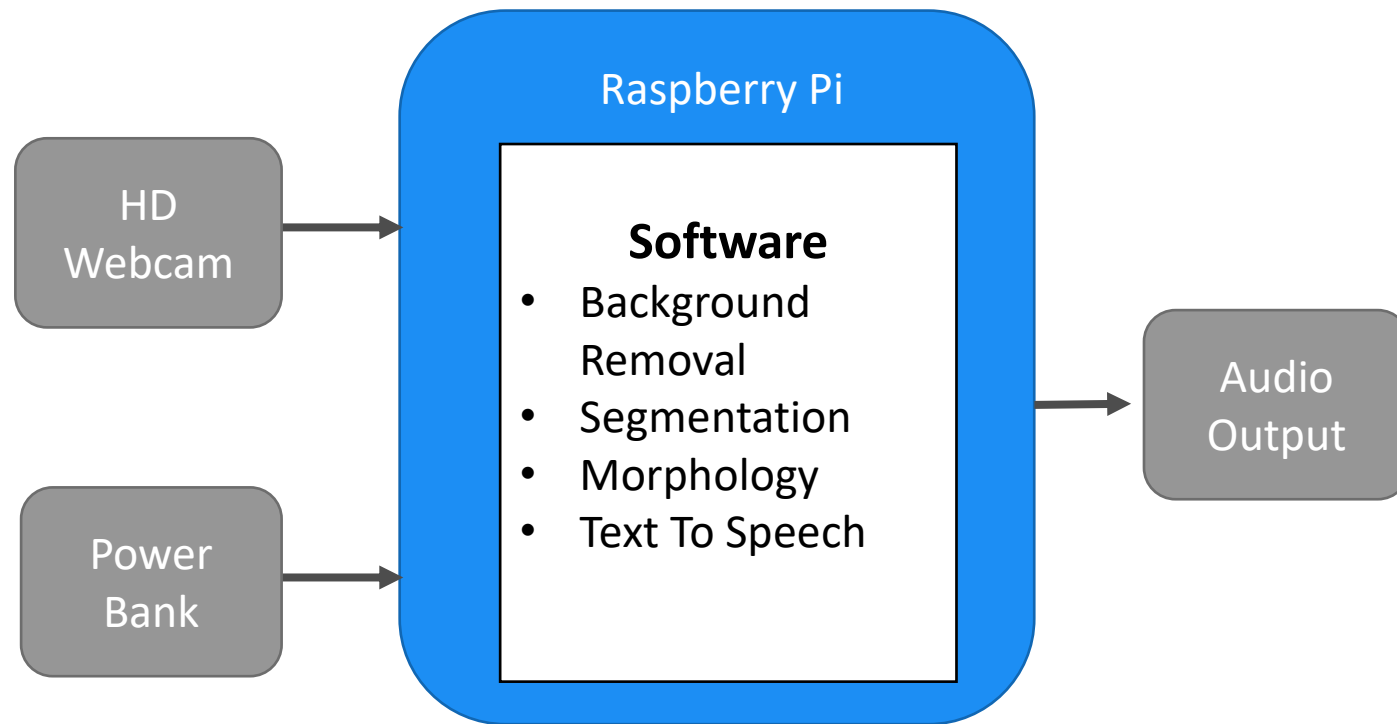 Raspberry Pi
HD
Webcam
Power
Bank
Software
• Background
Removal
• Segmentation
• Morphology
• Text To Speech
Audio
Output